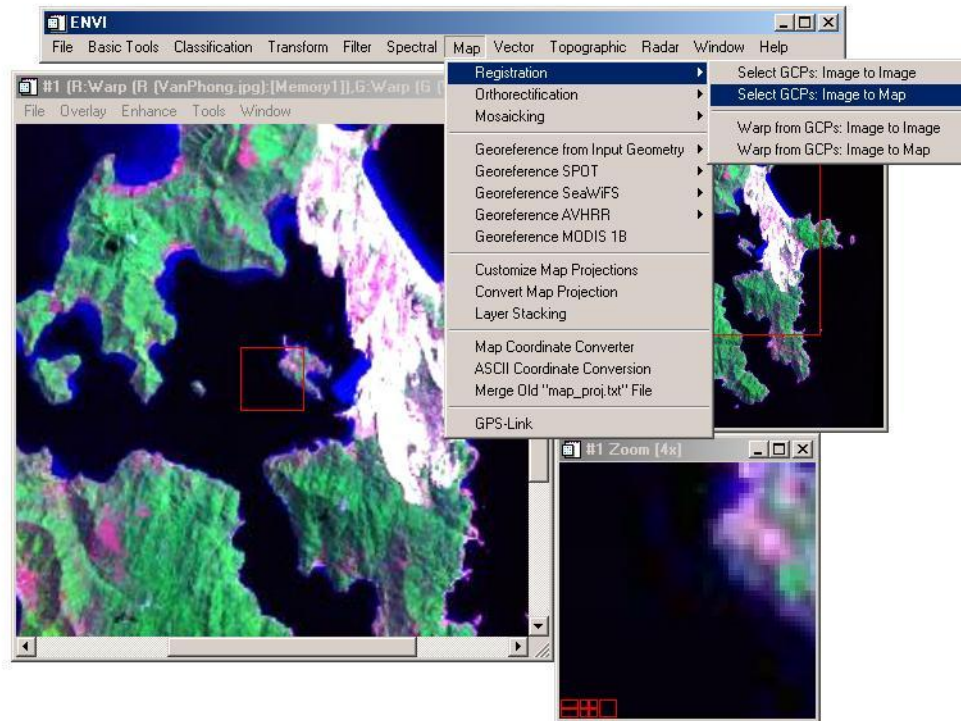 ENVI
File Basic Tools Classification Transform Filter Spectral Map Vector Topographic Radar Window Help
#1 (R:Warp (R (VanPhong.jpg):[Memory1]),G:Warp (G
File Overlay Enhance Tools Window
Registration
Orthorectification
Mosaicking
Georeference from Input Geometry
Georeference SPOT
Georeference SeaWiFS
Georeference AVHRR
Georeference MODIS 1B
Customize Map Projections
Convert Map Projection
Layer Stacking
Map Coordinate Converter
ASCII Coordinate Conversion
Merge Old "map_proj.txt" File
GPS-Link
Select GCPs: Image to Image
Select GCPs: Image to Map
Warp from GCPs: Image to Image
Warp from GCPs: Image to Map
#1 Zoom [4x]